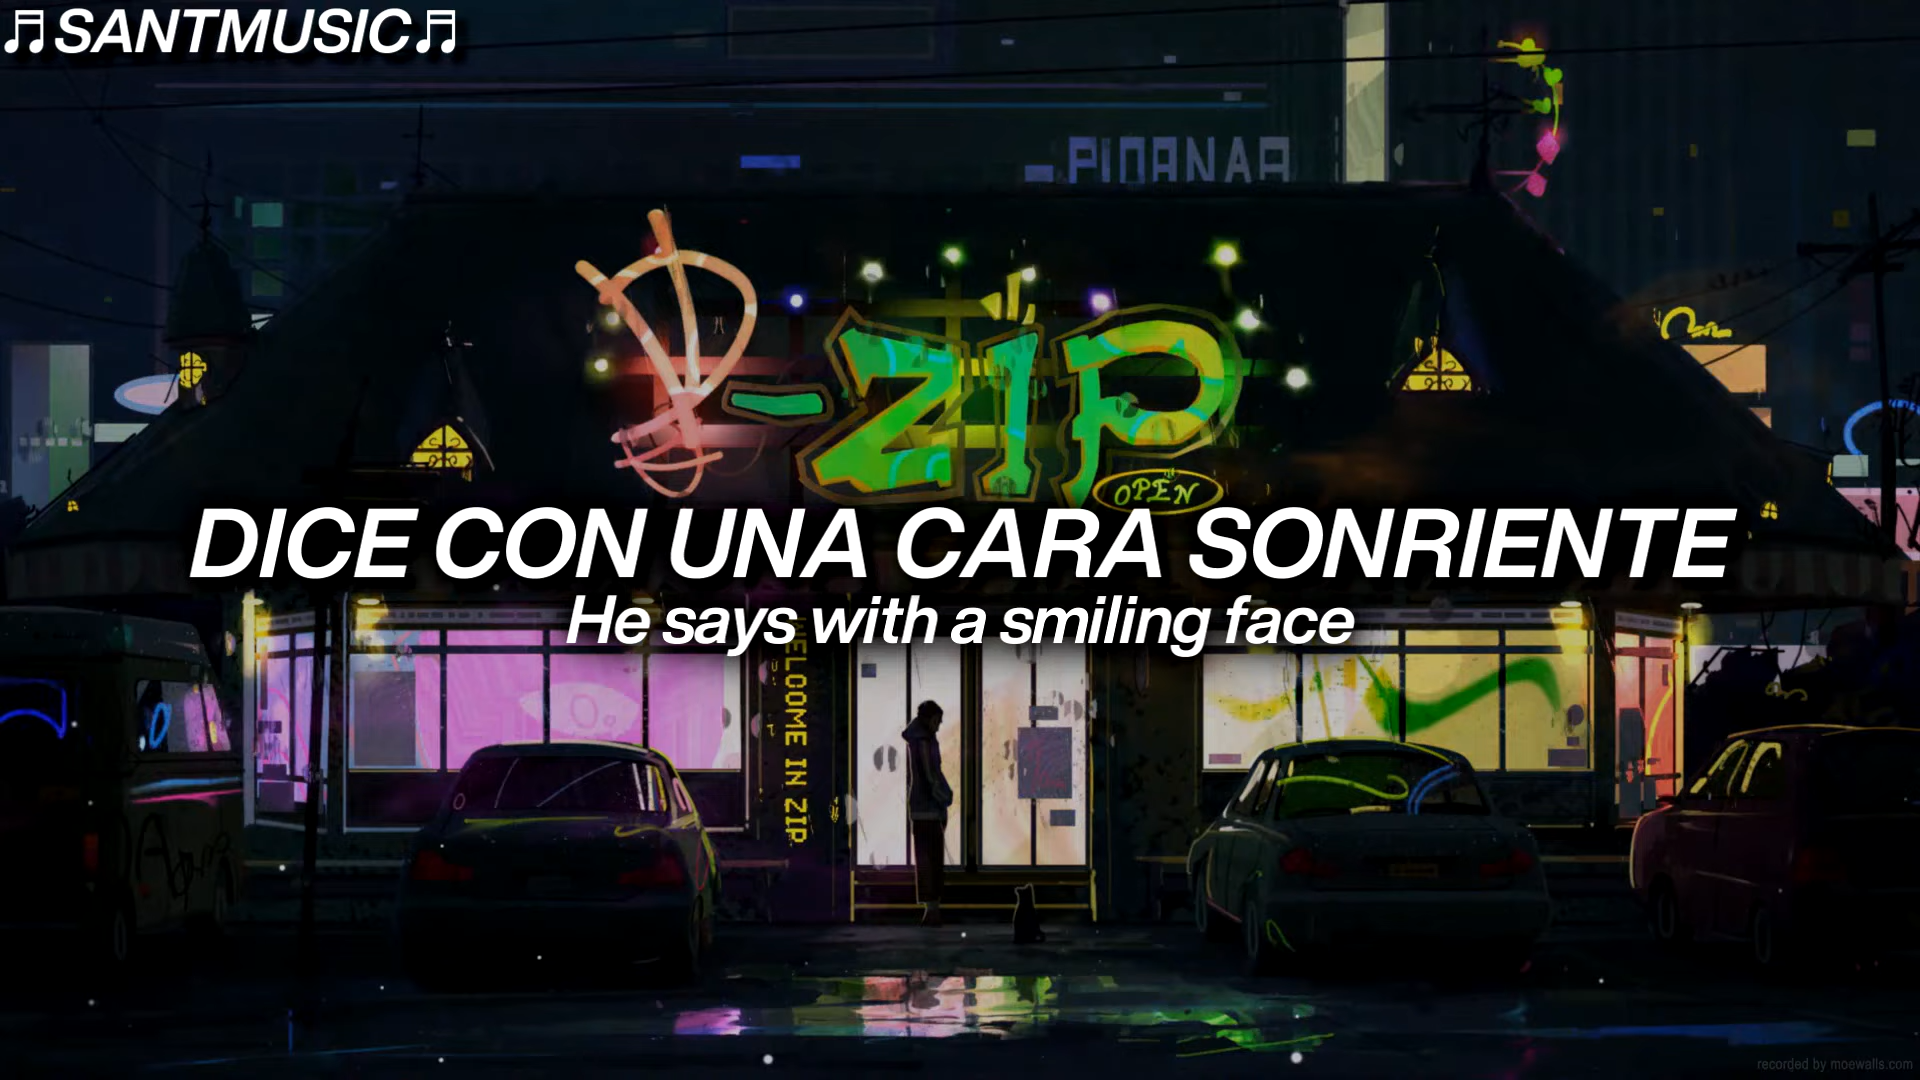 ♬SANTMUSIC♬
PINANAA
D-ZIP
OPEN
DICE CON UNA CARA SONRIENTE
He says with a smiling face
WELCOME IN ZIP
recorded by moewalls.com